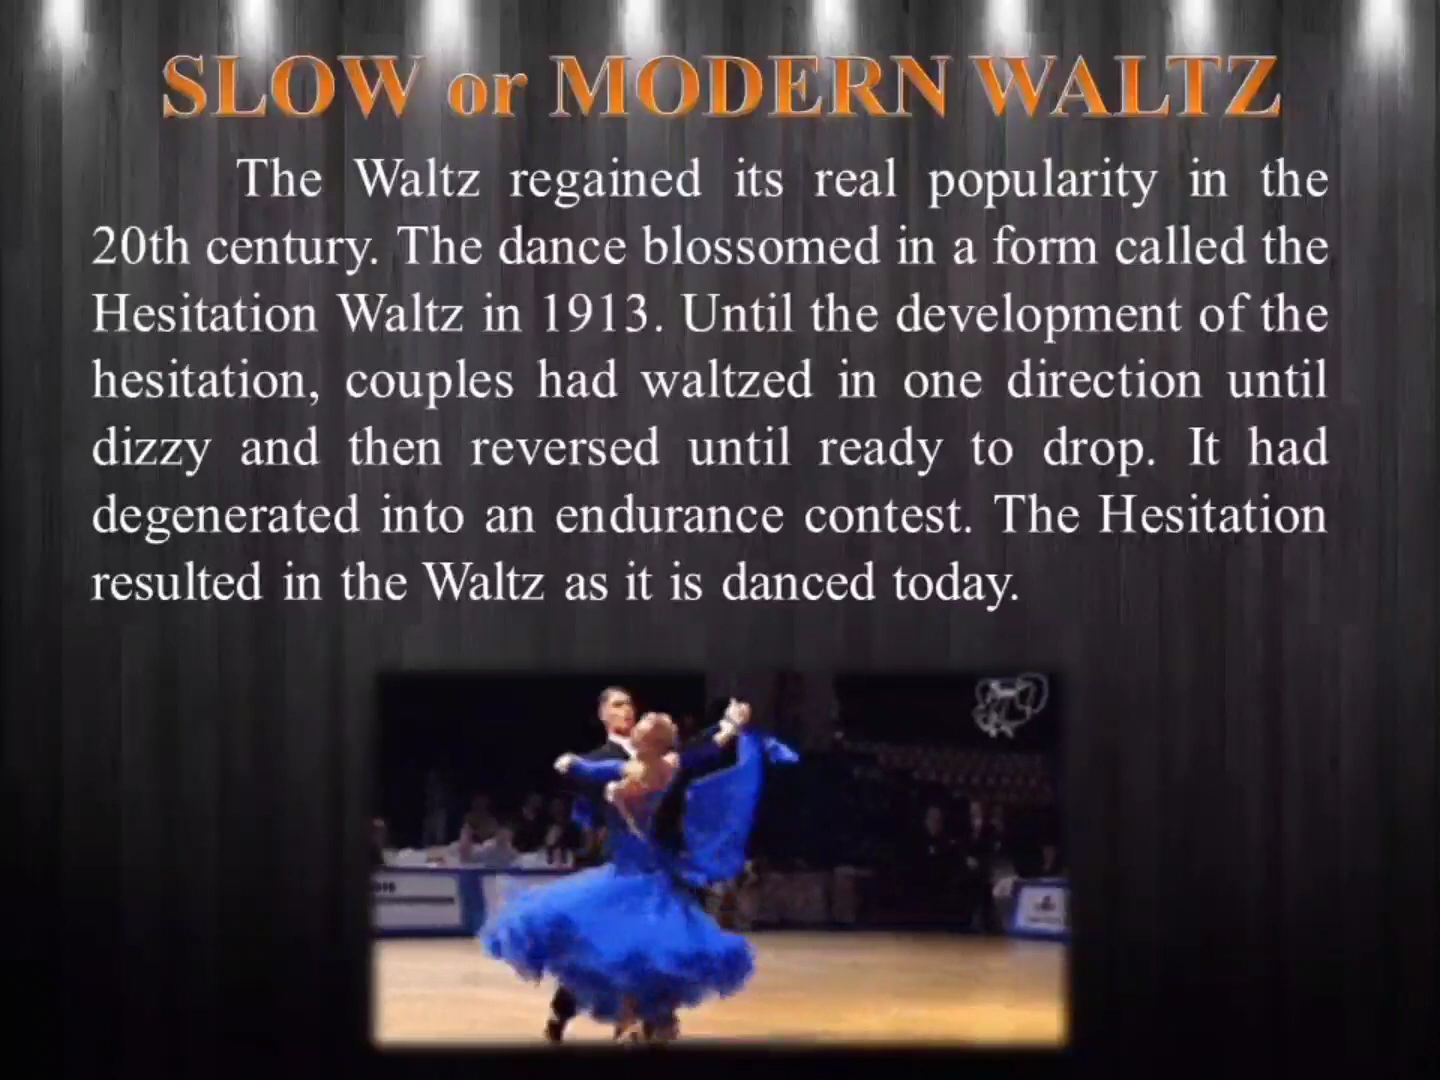 SLOW or MODERN WALTZ
The Waltz regained its real popularity in the
20th century. The dance blossomed in a form called the
Hesitation Waltz in 1913. Until the development of the
hesitation, couples had waltzed in one direction until
dizzy and then reversed until ready to drop. It had
degenerated into an endurance contest. The Hesitation
resulted in the Waltz as it is danced today.